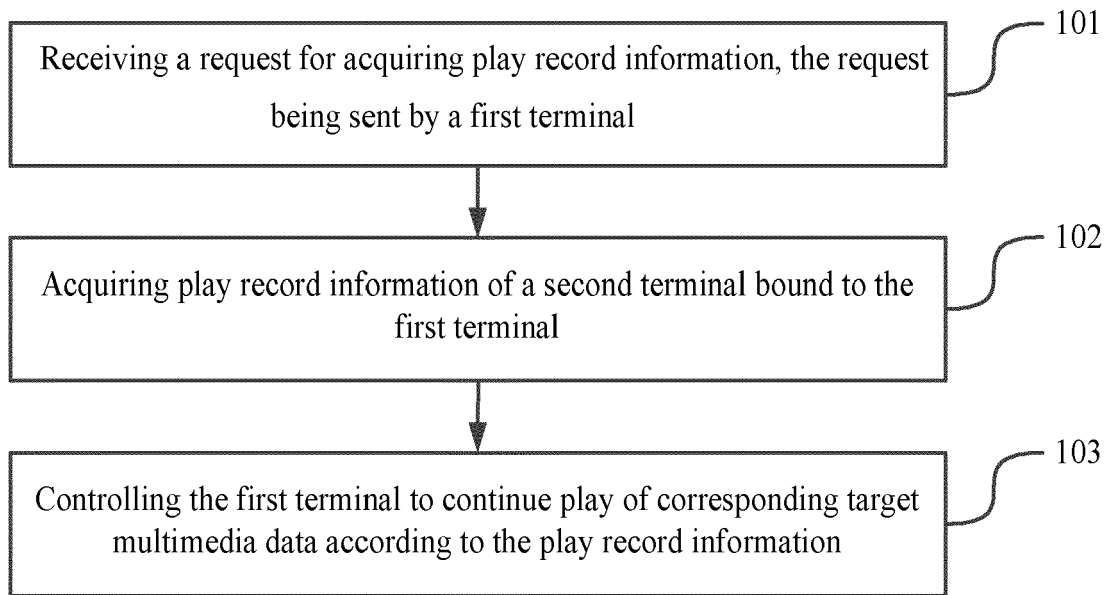 101
Receiving a request for acquiring play record information, the request
being sent by a first terminal
102
Acquiring play record information of a second terminal bound to the
first terminal
103
Controlling the first terminal to continue play of corresponding target
multimedia data according to the play record information